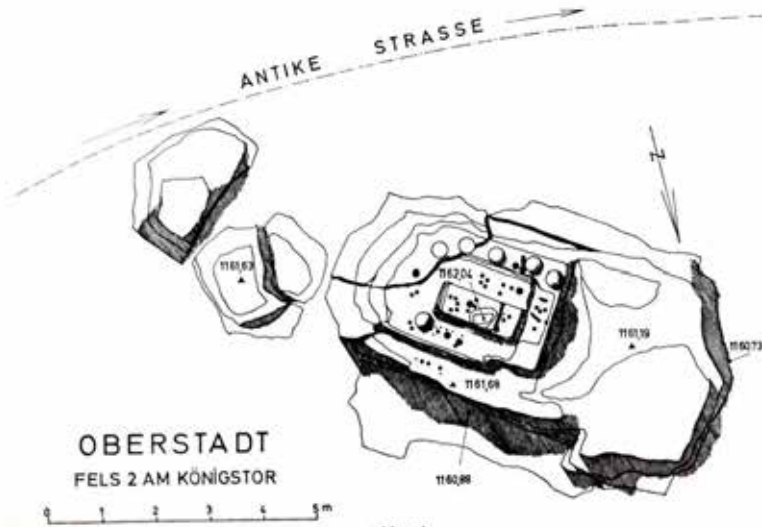 ANTIKE STRASSE
N
1161,63
1162,04
1161,19
1160,73
1161,68
1160,88
OBERSTADT
FELS 2 AM KÖNIGSTOR
0 1 2 3 4 5 m